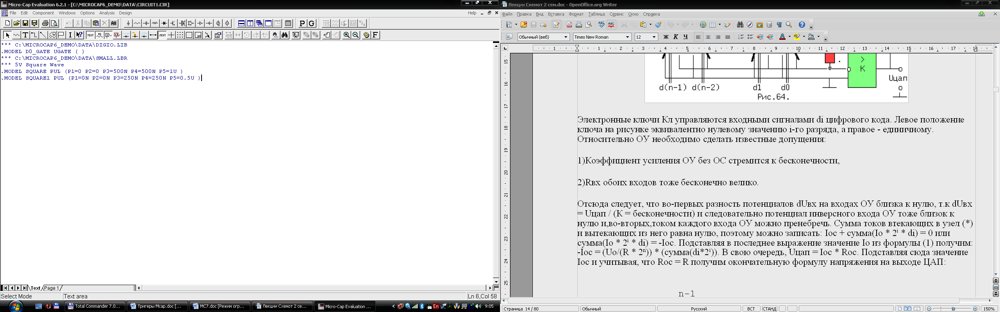 Micro-Cap Evaluation 6.2.1 - [C:\MICROCAP6_DEMO\DATA\CIRCUIT1.CIR]
File Edit Component Windows Options Analysis Design Help
*** C:\MICROCAP6_DEMO\DATA\DIGIO.LIB
.MODEL D0_GATE UGATE ( )
*** C:\MICROCAP6_DEMO\DATA\SMALL.LBR
*** 5V Square Wave
.MODEL SQUARE PUL (P1=0 P2=0 P3=500N P4=500N P5=1U )
.MODEL SQUARE1 PUL (P1=0N P2=0N P3=250N P4=250N P5=0.5U )
Text Page 1
Select Mode Text area Ln 6,Col 58
Total Commander 7.0... Тригеры Mcap.doc [... MC7.doc [Режим огр... Лекции Схемот 2 се... Micro-Cap Evaluation ... En 9:05
Лекции Схемот 2 сем.doc - OpenOffice.org Writer
Файл Правка Вид Вставка Формат Таблица Сервис Окно Справка
Обычный (веб) Times New Roman 12 Ж К Ч
1 1 2 3 4 5 6 7 8 9 10 11 12 13 14 15 16 17 18
15 16 17 18 19 20 21 22 23 24 25
> K
* Uцап
d(n-1) d(n-2) d1 d0
Рис.64.
Электронные ключи Кл управляются входными сигналами di цифрового кода. Левое положение
ключа на рисунке эквивалентно нулевому значению i-го разряда, а правое - единичному.
Относительно ОУ необходимо сделать известные допущения:
1)Коэффициент усиления ОУ без ОС стремится к бесконечности,
2)Rвх обоих входов тоже бесконечно велико.
Отсюда следует, что во-первых разность потенциалов dUвх на входах ОУ близка к нулю, т.к dUвх
= Uцап / (К = бесконечности) и следовательно потенциал инверсного входа ОУ тоже близок к
нулю и,во-вторых,током каждого входа ОУ можно пренебречь. Сумма токов втекающих в узел (*)
и вытекающих из него равна нулю, поэтому можно записать: Iос + сумма(Io * 2ⁱ * di) = 0 или
сумма(Io * 2ⁱ * di) = -Iос. Подставляя в последнее выражение значение Io из формулы (1) получим:
-Iос = (Uo/(R * 2ⁿ)) * (сумма(di*2ⁱ)). В свою очередь, Uцап = Iос * Rос. Подставляя сюда значение
Iос и учитывая, что Rос = R получим окончательную формулу напряжения на выходе ЦАП:
n-1
Страница 14 / 80 Обычный Русский ВСТ СТАНД 150%